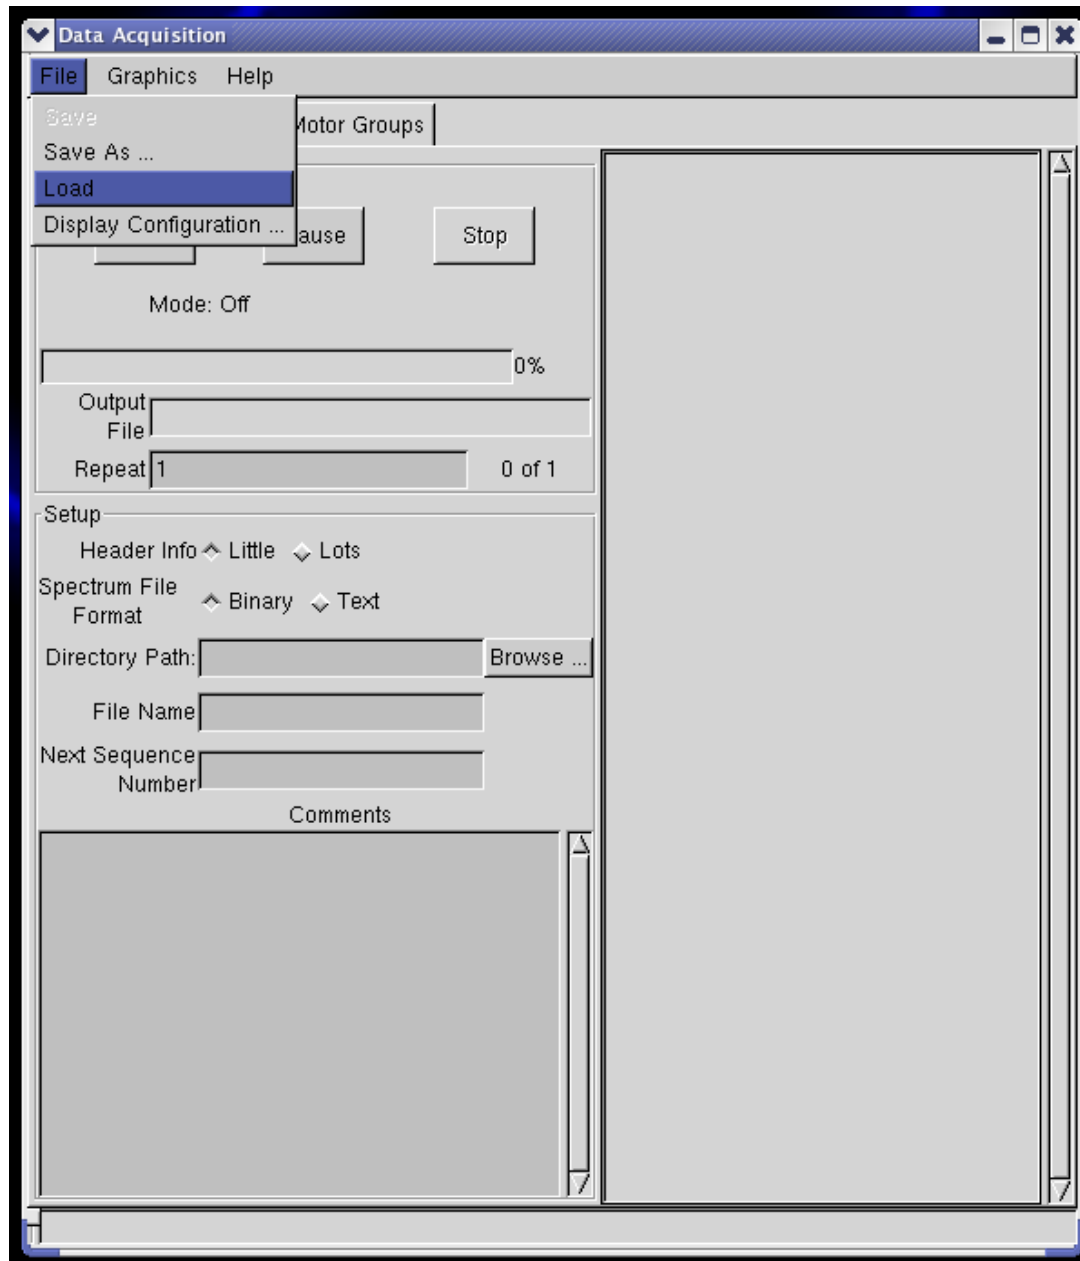 Data Acquisition
File Graphics Help
Save
Save As ...
Load
Display Configuration ...
Motor Groups
ause Stop
Mode: Off
0%
Output
File
Repeat 1 0 of 1
Setup
Header Info Little Lots
Spectrum File
Format
Binary Text
Directory Path: Browse ...
File Name
Next Sequence
Number
Comments